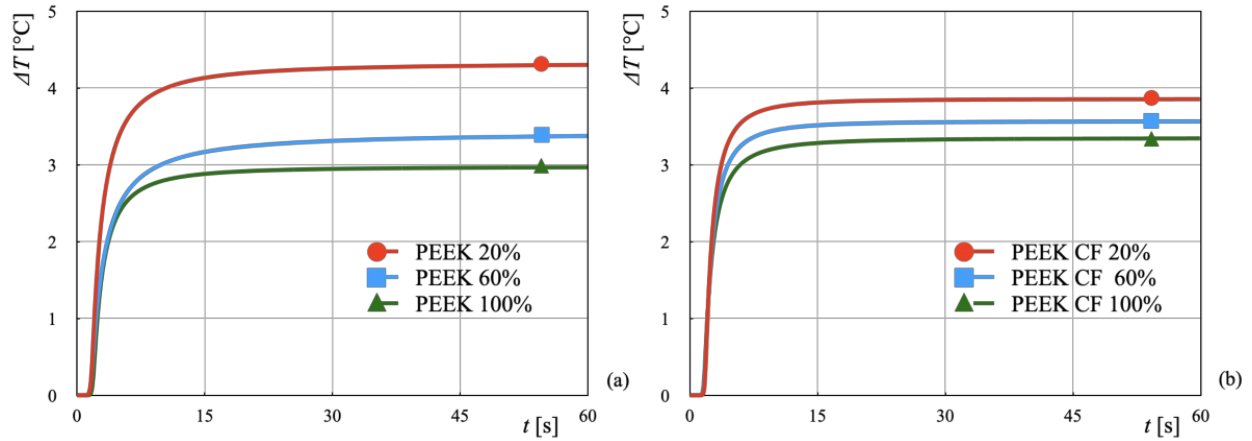 5
4
3
2
1
0
ΔT [°C]
PEEK 20%
PEEK 60%
PEEK 100%
0
15
30
45
60
t [s]
(a)
5
4
3
2
1
0
ΔT [°C]
PEEK CF 20%
PEEK CF 60%
PEEK CF 100%
0
15
30
45
60
t [s]
(b)